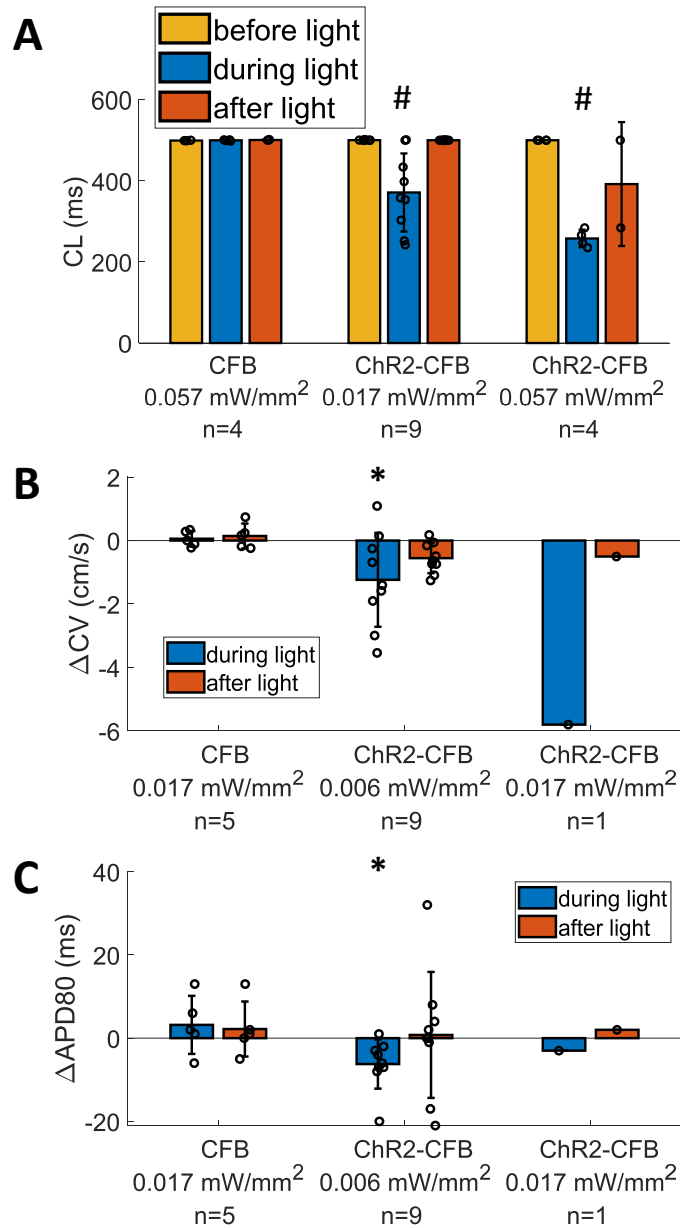 A
before light
during light
after light
#
#
600
400
200
0
CL (ms)
CFB
0.057 mW/mm²
n=4
ChR2-CFB
0.017 mW/mm²
n=9
ChR2-CFB
0.057 mW/mm²
n=4
B
*
2
0
-2
-4
-6
ΔCV (cm/s)
during light
after light
CFB
0.017 mW/mm²
n=5
ChR2-CFB
0.006 mW/mm²
n=9
ChR2-CFB
0.017 mW/mm²
n=1
C
*
40
20
0
-20
ΔAPD80 (ms)
during light
after light
CFB
0.017 mW/mm²
n=5
ChR2-CFB
0.006 mW/mm²
n=9
ChR2-CFB
0.017 mW/mm²
n=1